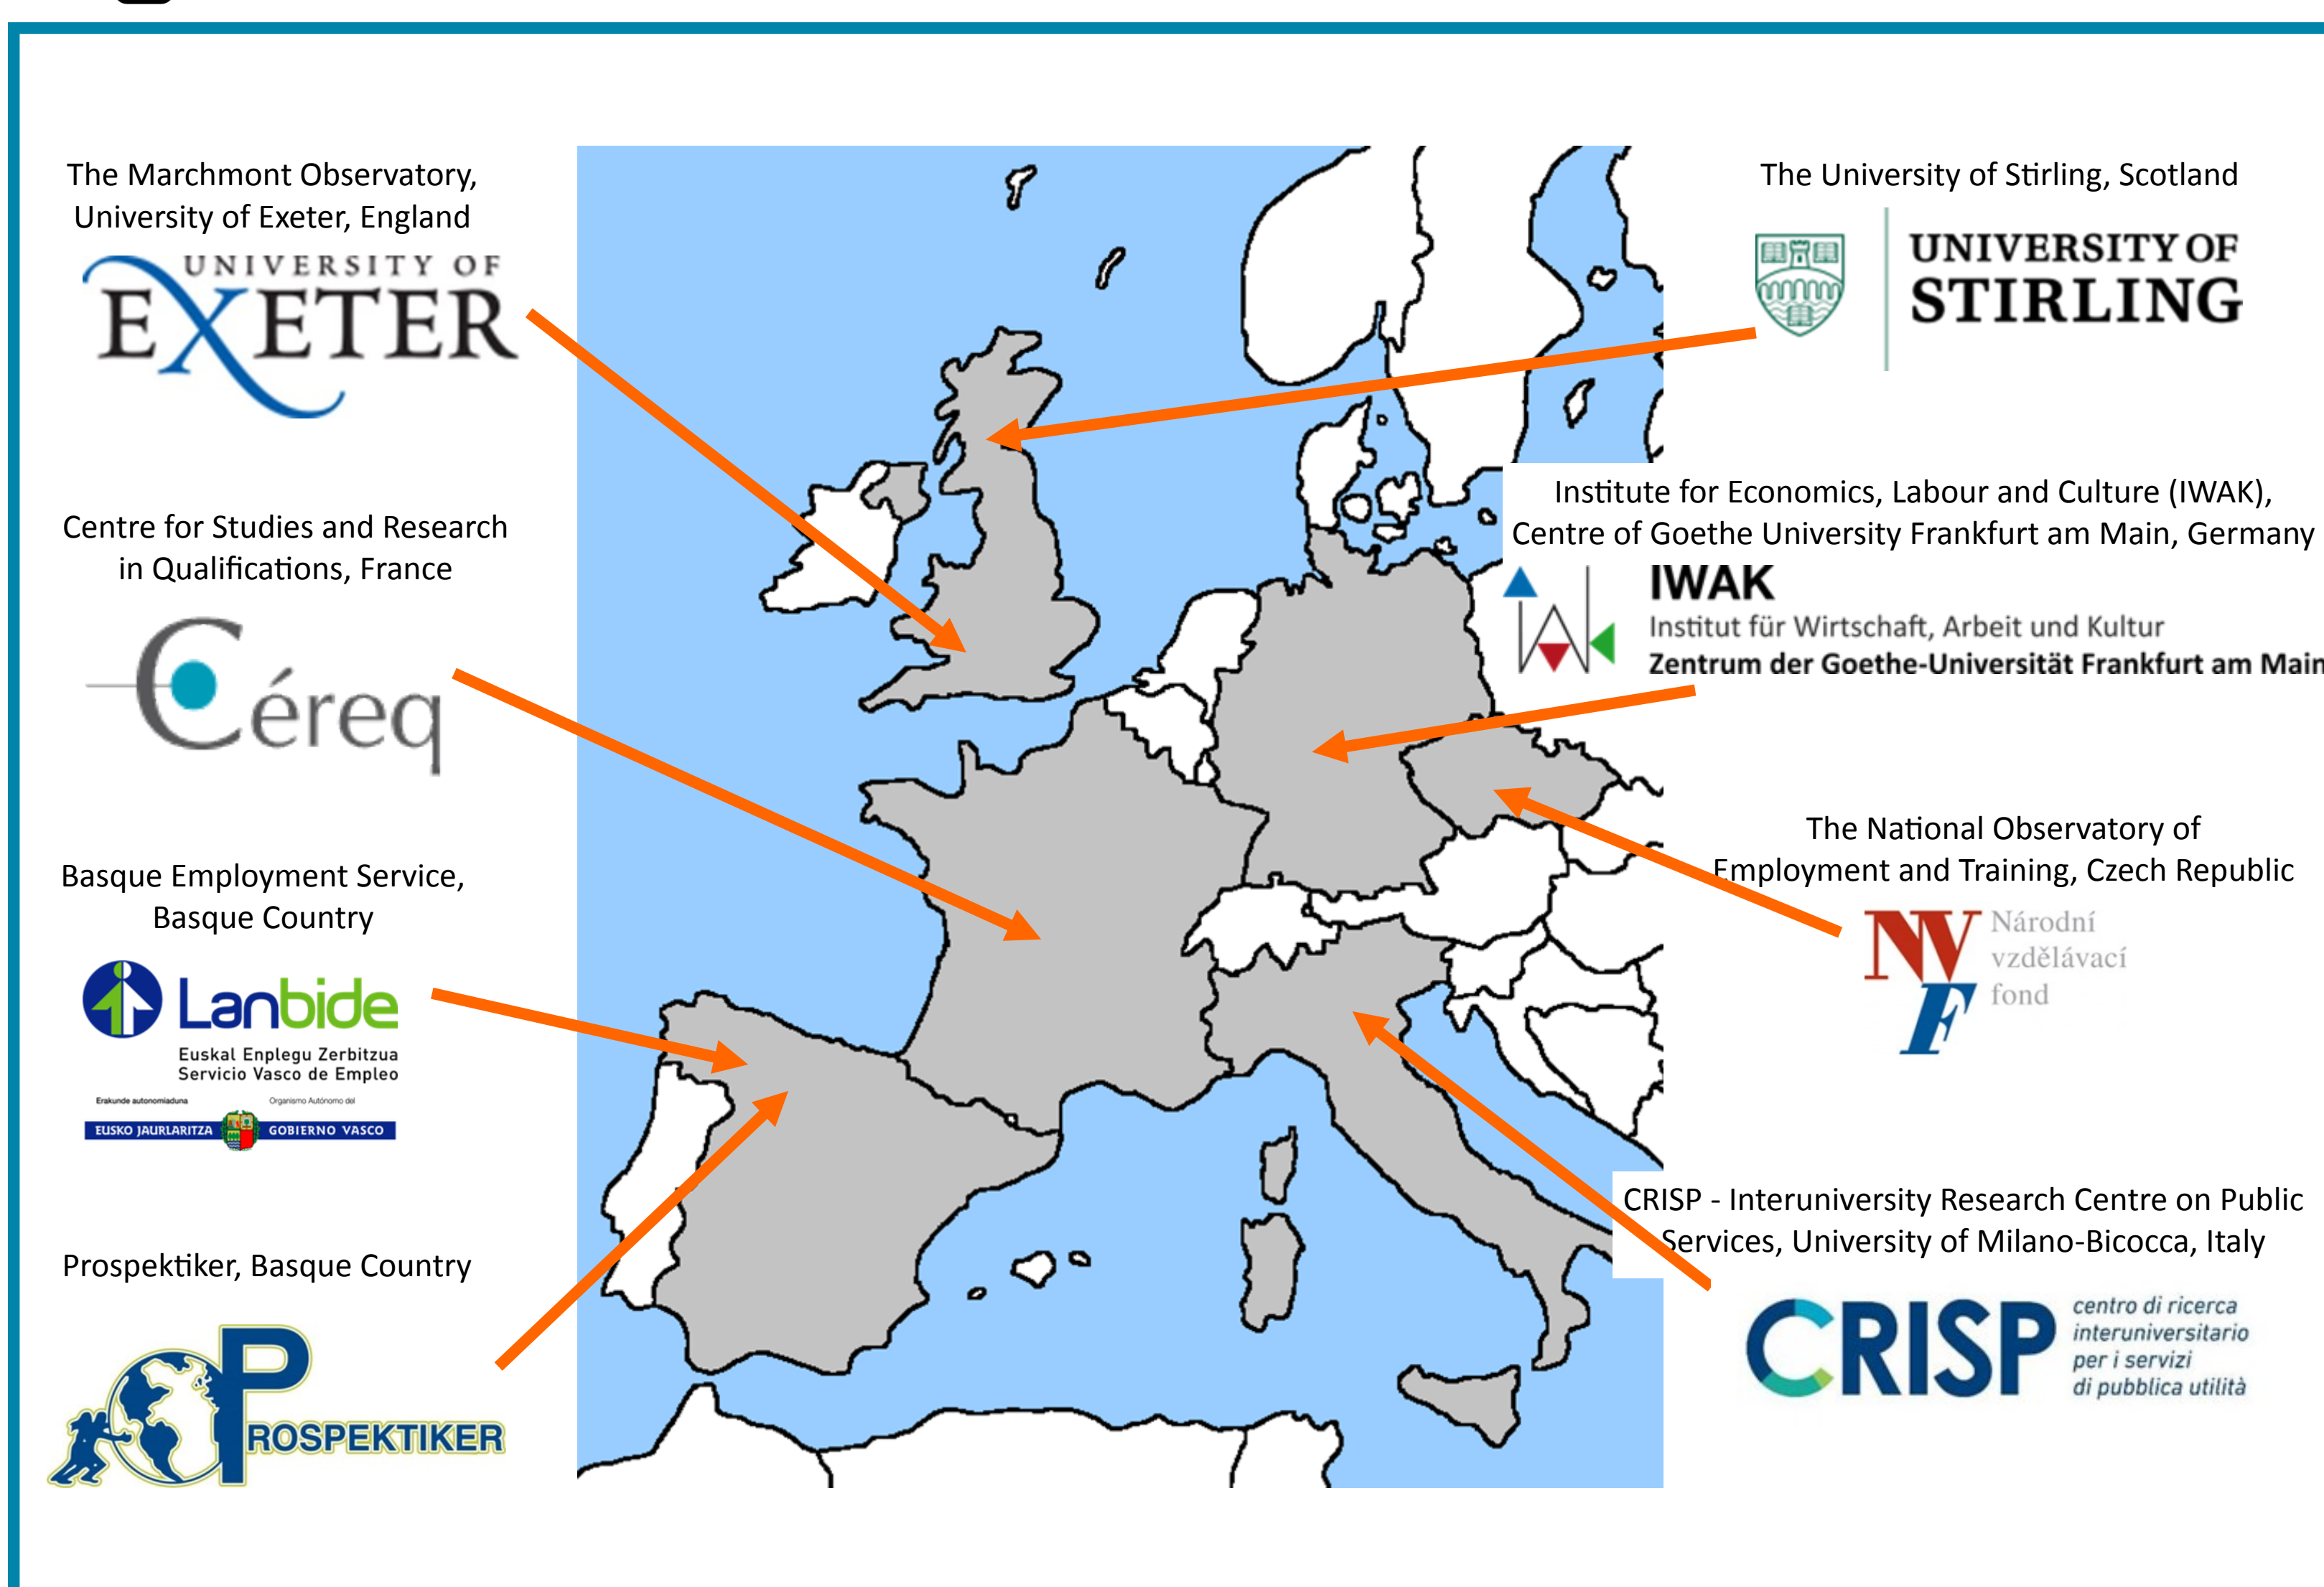 The Marchmont Observatory,
University of Exeter, England
UNIVERSITY OF
EXETER
Centre for Studies and Research
in Qualifications, France
Céreq
Basque Employment Service,
Basque Country
Lanbide
Euskal Enplegu Zerbitzua
Servicio Vasco de Empleo
Erakunde autonomiaduna Organismo Autónomo del
EUSKO JAURLARITZA GOBIERNO VASCO
Prospektiker, Basque Country
PROSPEKTIKER
The University of Stirling, Scotland
UNIVERSITY OF
STIRLING
Institute for Economics, Labour and Culture (IWAK),
Centre of Goethe University Frankfurt am Main, Germany
IWAK
Institut für Wirtschaft, Arbeit und Kultur
Zentrum der Goethe-Universität Frankfurt am Main
The National Observatory of
Employment and Training, Czech Republic
NVF
Národní
vzdělávací
fond
CRISP - Interuniversity Research Centre on Public
Services, University of Milano-Bicocca, Italy
CRISP
centro di ricerca
interuniversitario
per i servizi
di pubblica utilità